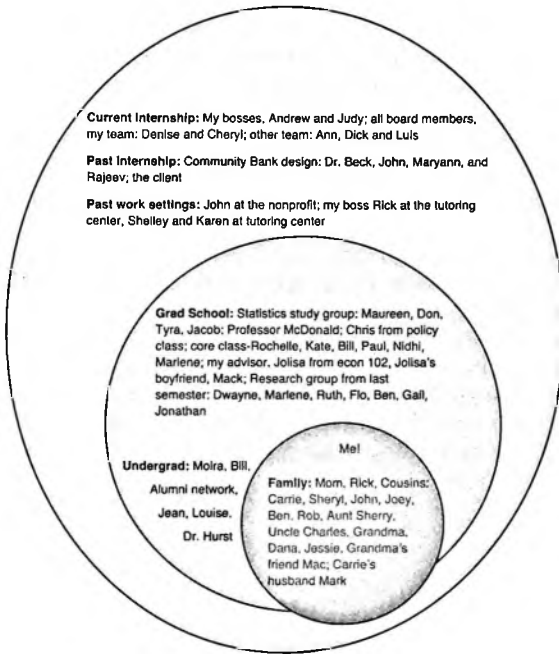 Current Internship: My bosses, Andrew and Judy; all board members,
my team: Denise and Cheryl; other team: Ann, Dick and Luis
Past Internship: Community Bank design: Dr. Beck, John, Maryann, and
Rajeev; the client
Past work settings: John at the nonprofit; my boss Rick at the tutoring
center, Shelley and Karen at tutoring center
Grad School: Statistics study group: Maureen, Don,
Tyra, Jacob: Professor McDonald; Chris from policy
class; core class-Rochelle, Kate, Bill, Paul, Nidhi,
Marlene; my advisor, Jolisa from econ 102, Jolisa's
boyfriend, Mack; Research group from last
semester: Dwayne, Marlene, Ruth, Flo, Ben, Gail,
Jonathan
Undergrad: Moira, Bill,
Alumni network,
Jean, Louise,
Dr. Hurst
Me!
Family: Mom, Rick, Cousins:
Carrie, Sheryl, John, Joey,
Ben, Rob, Aunt Sherry,
Uncle Charles, Grandma,
Dana, Jessie, Grandma's
friend Mac; Carrie's
husband Mark